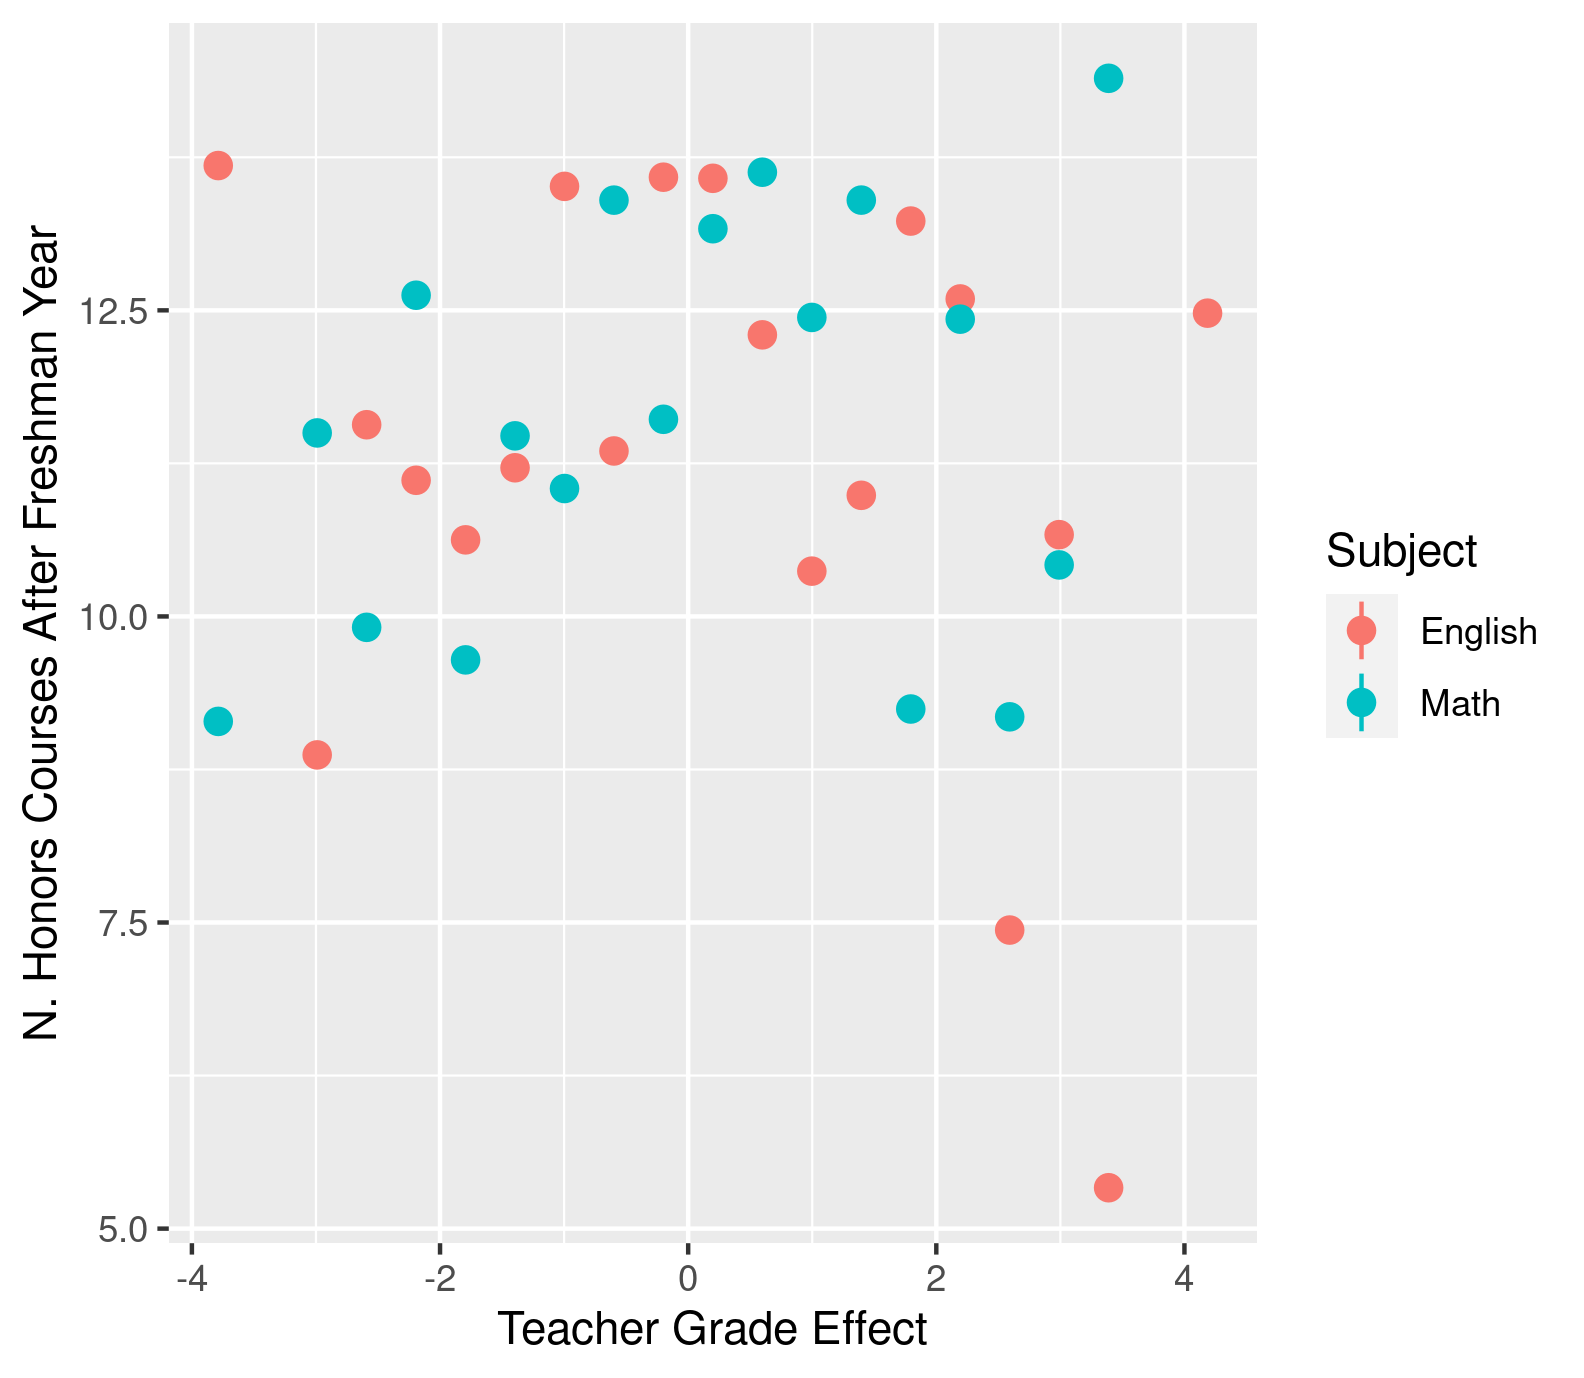 N. Honors Courses After Freshman Year
12.5
10.0
7.5
5.0
-4 -2 0 2 4
Teacher Grade Effect
Subject
English
Math